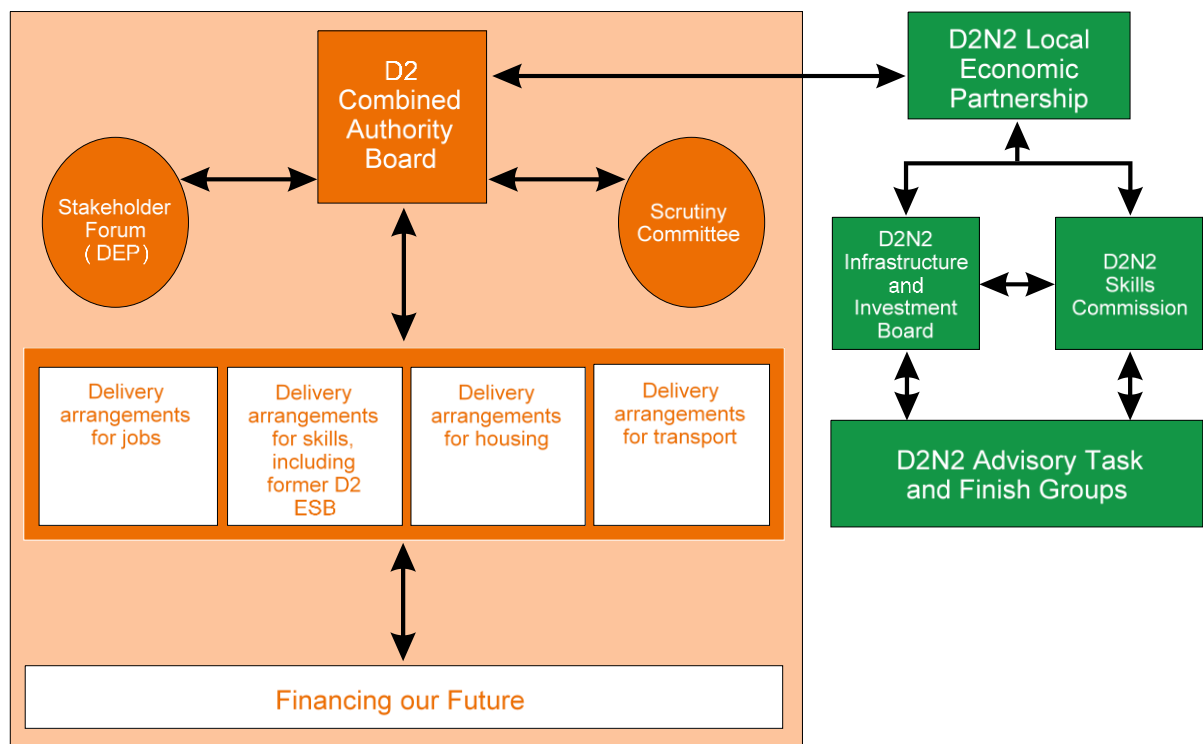 D2
Combined
Authority
Board
D2N2 Local
Economic
Partnership
Stakeholder
Forum
( DEP)
Scrutiny
Committee
D2N2
Infrastructure
and
Investment
Board
D2N2
Skills
Commission
Delivery
arrangements
for jobs
Delivery
arrangements
for skills,
including
former D2
ESB
Delivery
arrangements
for housing
Delivery
arrangements
for transport
D2N2 Advisory Task
and Finish Groups
Financing our Future